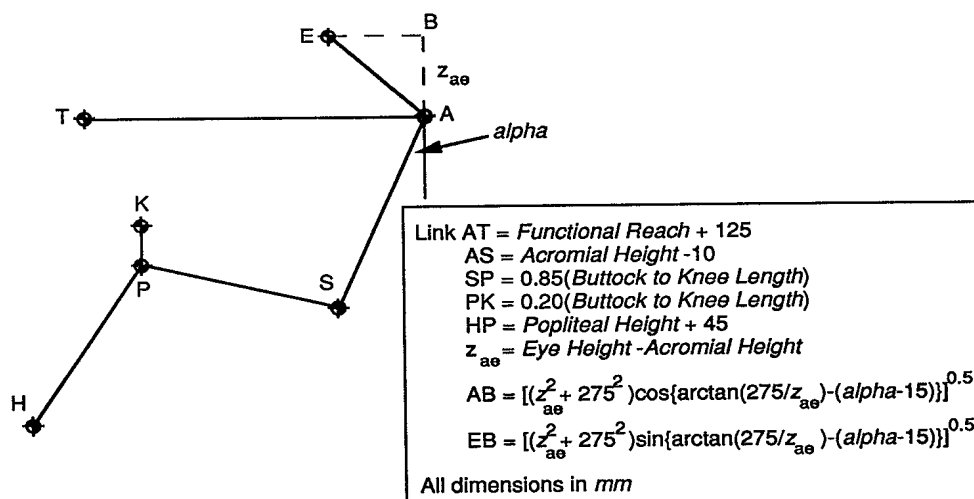 E
B
z_ae
T
A
alpha
K
P
S
H
Link AT = Functional Reach + 125
AS = Acromial Height -10
SP = 0.85(Buttock to Knee Length)
PK = 0.20(Buttock to Knee Length)
HP = Popliteal Height + 45
z_ae = Eye Height -Acromial Height
AB = [(z_ae^2 + 275^2)cos{arctan(275/z_ae)-(alpha-15)}]^0.5
EB = [(z_ae^2 + 275^2)sin{arctan(275/z_ae)-(alpha-15)}]^0.5
All dimensions in mm